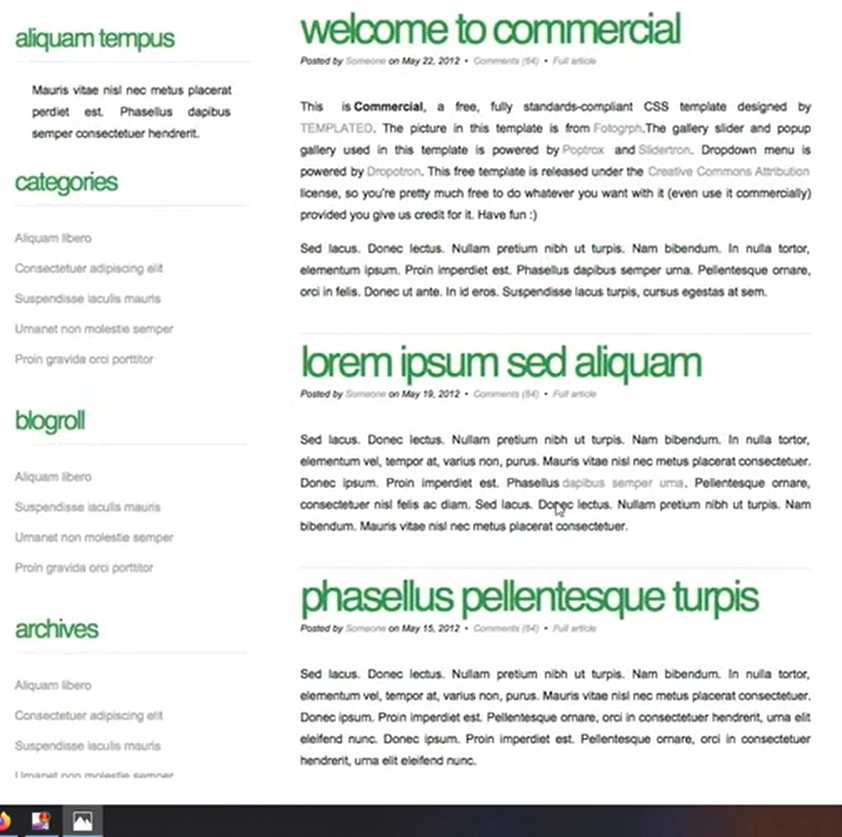 aliquam tempus
Mauris vitae nisl nec metus placerat
perdiet est. Phasellus dapibus
semper consectetuer hendrerit.
categories
Aliquam libero
Consectetuer adipiscing elit
Suspendisse iaculis mauris
Urnanet non molestie semper
Proin gravida orci porttitor
blogroll
Aliquam libero
Suspendisse iaculis mauris
Urnanet non molestie semper
Proin gravida orci porttitor
archives
Aliquam libero
Consectetuer adipiscing elit
Suspendisse iaculis mauris
Urnanet non molestie semper
welcome to commercial
Posted by Someone on May 22, 2012 • Comments (64) • Full article
This is Commercial, a free, fully standards-compliant CSS template designed by
TEMPLATED. The picture in this template is from Fotogrph.The gallery slider and popup
gallery used in this template is powered by Poptrox and Slidertron. Dropdown menu is
powered by Dropotron. This free template is released under the Creative Commons Attribution
license, so you're pretty much free to do whatever you want with it (even use it commercially)
provided you give us credit for it. Have fun :)
Sed lacus. Donec lectus. Nullam pretium nibh ut turpis. Nam bibendum. In nulla tortor,
elementum ipsum. Proin imperdiet est. Phasellus dapibus semper urna. Pellentesque ornare,
orci in felis. Donec ut ante. In id eros. Suspendisse lacus turpis, cursus egestas at sem.
lorem ipsum sed aliquam
Posted by Someone on May 19, 2012 • Comments (64) • Full article
Sed lacus. Donec lectus. Nullam pretium nibh ut turpis. Nam bibendum. In nulla tortor,
elementum vel, tempor at, varius non, purus. Mauris vitae nisl nec metus placerat consectetuer.
Donec ipsum. Proin imperdiet est. Phasellus dapibus semper urna. Pellentesque ornare,
consectetuer nisl felis ac diam. Sed lacus. Donec lectus. Nullam pretium nibh ut turpis. Nam
bibendum. Mauris vitae nisl nec metus placerat consectetuer.
phasellus pellentesque turpis
Posted by Someone on May 15, 2012 • Comments (64) • Full article
Sed lacus. Donec lectus. Nullam pretium nibh ut turpis. Nam bibendum. In nulla tortor,
elementum vel, tempor at, varius non, purus. Mauris vitae nisl nec metus placerat consectetuer.
Donec ipsum. Proin imperdiet est. Pellentesque ornare, orci in consectetuer hendrerit, urna elit
eleifend nunc. Donec ipsum. Proin imperdiet est. Pellentesque ornare, orci in consectetuer
hendrerit, urna elit eleifend nunc.